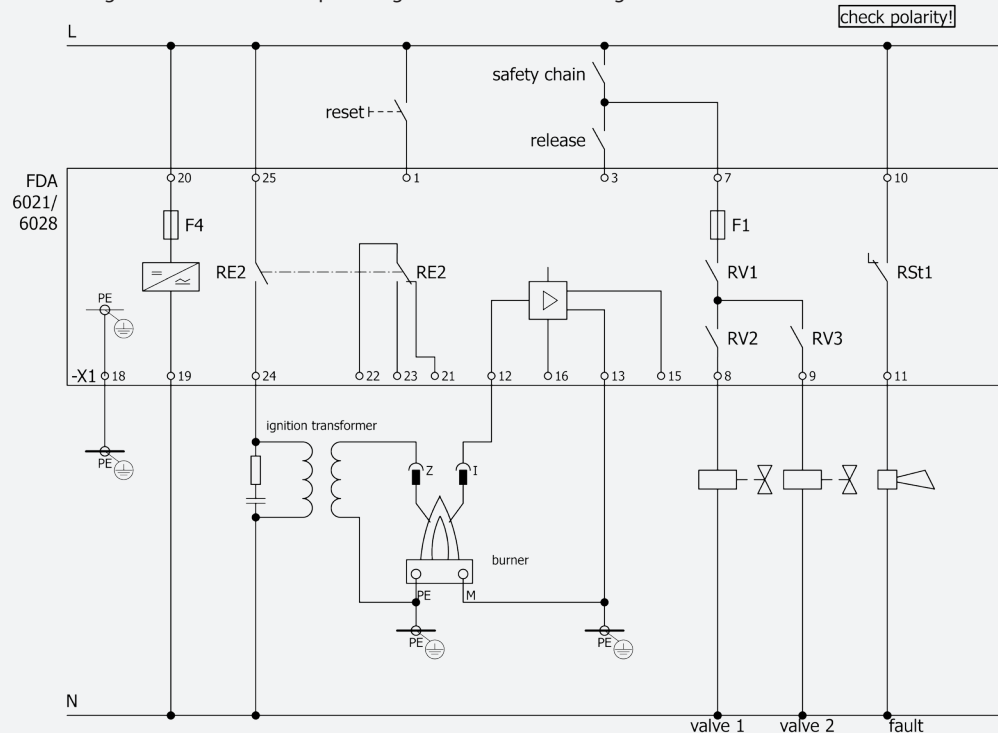 check polarity!
L
safety chain
reset
release
FDA
6021/
6028
20
25
1
3
7
10
F4
F1
RE2
RE2
RV1
RSt1
PE
RV2
RV3
-X1
18
19
24
22
23
21
12
16
13
15
8
9
11
ignition transformer
PE
Z
I
burner
PE
M
PE
PE
N
valve 1
valve 2
fault